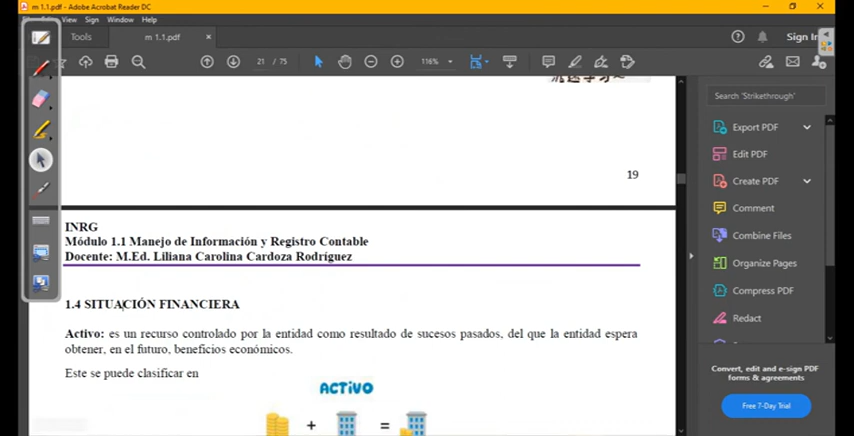 m 1.1.pdf - Adobe Acrobat Reader DC
View Sign Window Help
Tools m 1.1.pdf × Sign In
21 / 75 116%
Search 'Strikethrough'
Export PDF
Edit PDF
Create PDF
Comment
Combine Files
Organize Pages
Compress PDF
Redact
Convert, edit and e-sign PDF
forms & agreements
Free 7-Day Trial
19
INRG
Módulo 1.1 Manejo de Información y Registro Contable
Docente: M.Ed. Liliana Carolina Cardoza Rodríguez
1.4 SITUACIÓN FINANCIERA
Activo: es un recurso controlado por la entidad como resultado de sucesos pasados, del que la entidad espera
obtener, en el futuro, beneficios económicos.
Este se puede clasificar en
ACTIVO
+ =